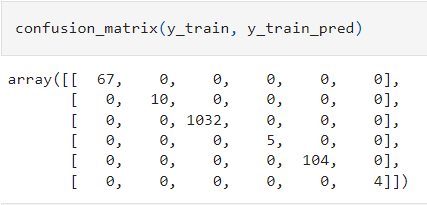 confusion_matrix(y_train, y_train_pred)
array([[  67,    0,    0,    0,    0,    0],
       [   0,   10,    0,    0,    0,    0],
       [   0,    0, 1032,    0,    0,    0],
       [   0,    0,    0,    5,    0,    0],
       [   0,    0,    0,    0,  104,    0],
       [   0,    0,    0,    0,    0,    4]])